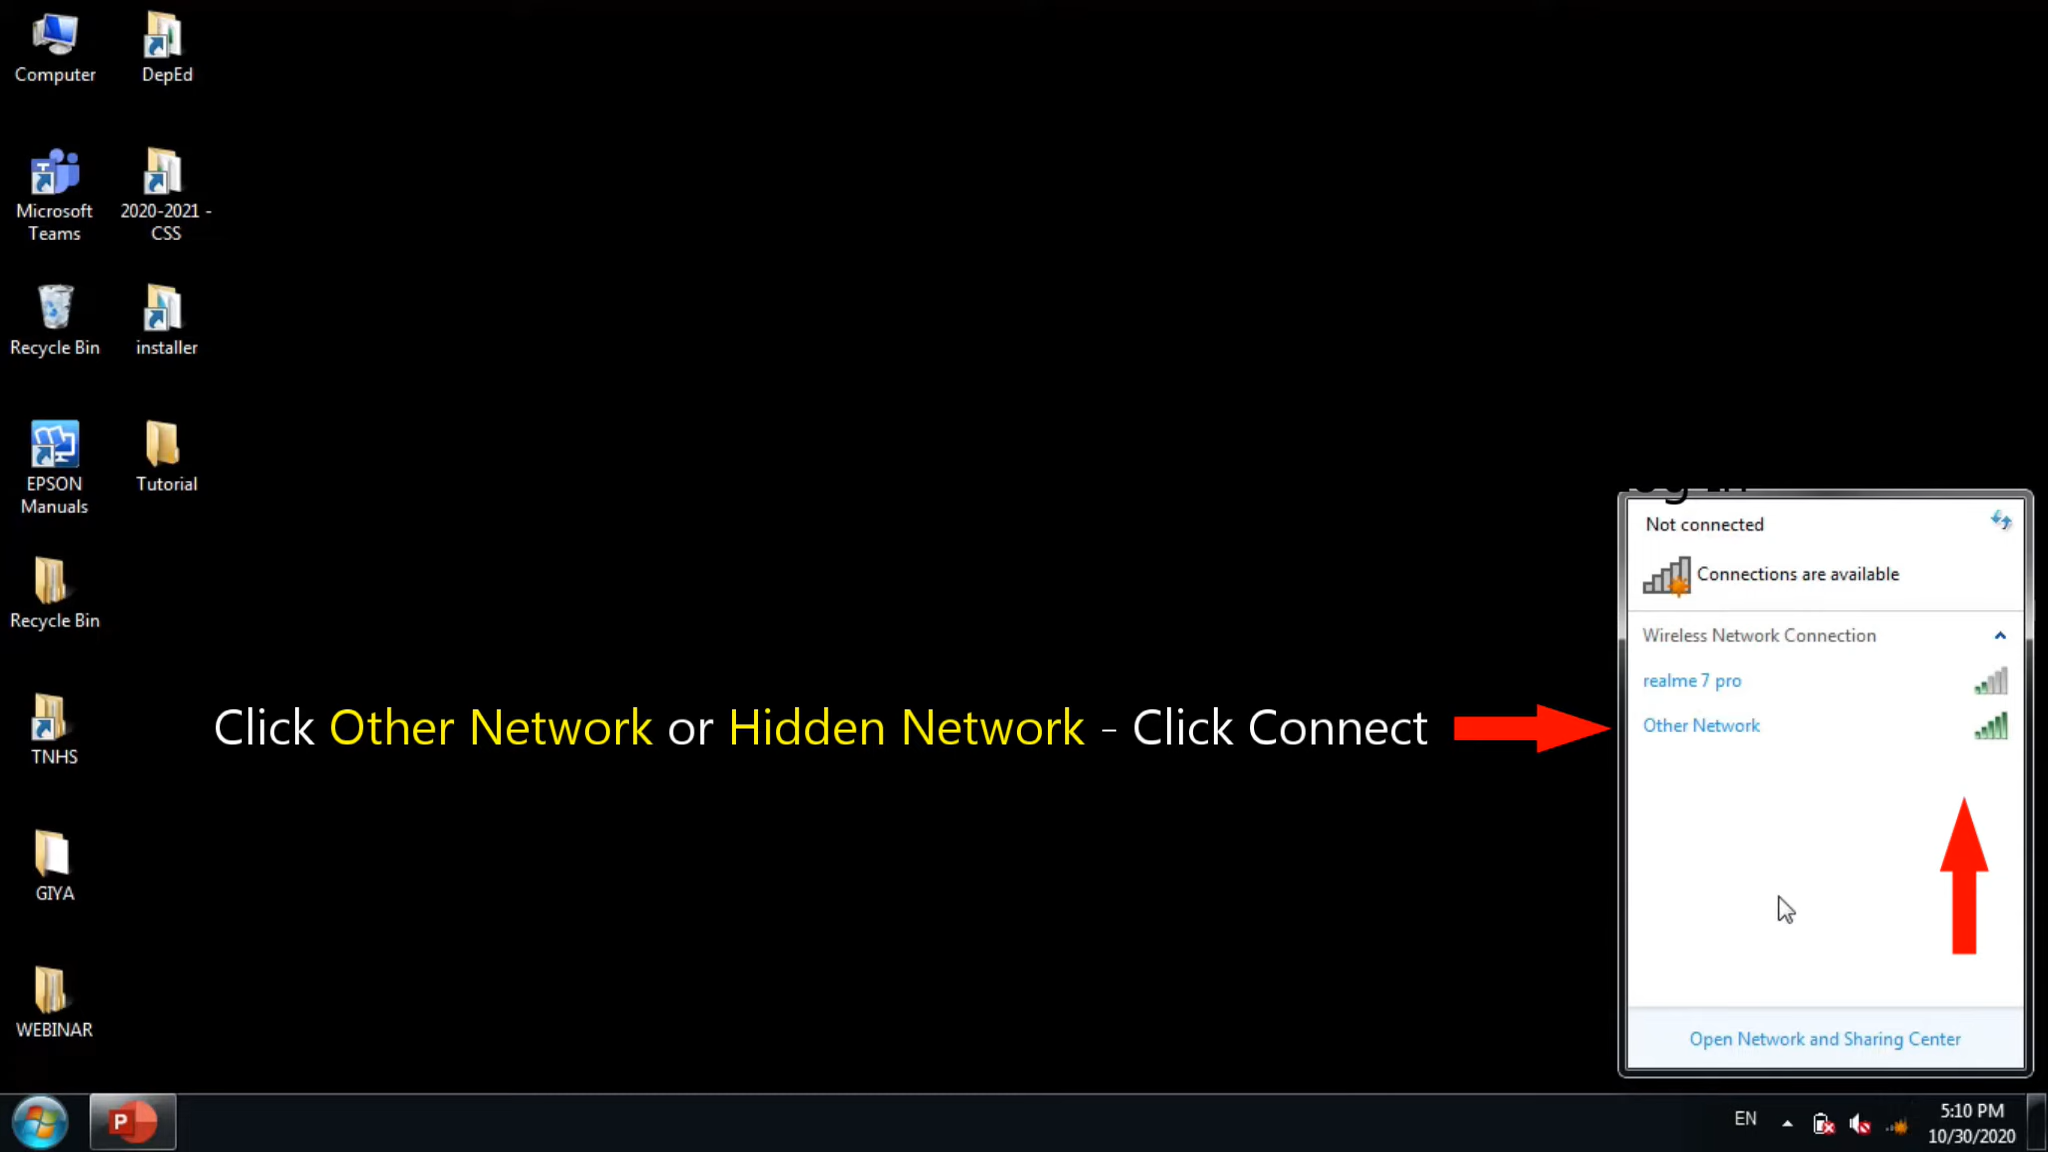 Computer
DepEd
Microsoft
Teams
2020-2021 -
CSS
Recycle Bin
installer
EPSON
Manuals
Tutorial
Recycle Bin
TNHS
GIYA
WEBINAR
Click Other Network or Hidden Network - Click Connect
Not connected
Connections are available
Wireless Network Connection
realme 7 pro
Other Network
Open Network and Sharing Center
EN
5:10 PM
10/30/2020